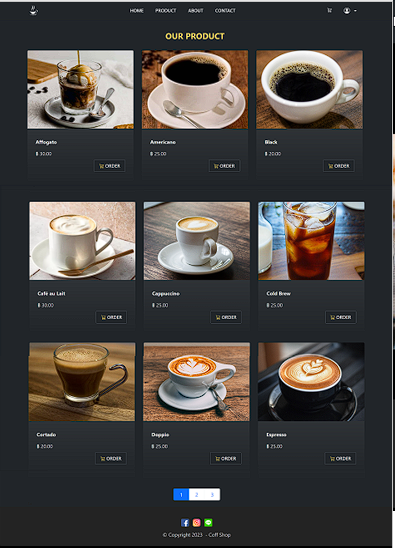 HOME PRODUCT ABOUT CONTACT
OUR PRODUCT
Affogato
฿ 30.00
ORDER
Americano
฿ 25.00
ORDER
Black
฿ 20.00
ORDER
Café au Lait
฿ 30.00
ORDER
Cappuccino
฿ 25.00
ORDER
Cold Brew
฿ 25.00
ORDER
Cortado
฿ 20.00
ORDER
Doppio
฿ 25.00
ORDER
Espresso
฿ 25.00
ORDER
1 2 3
© Copyright 2023 - Coff Shop